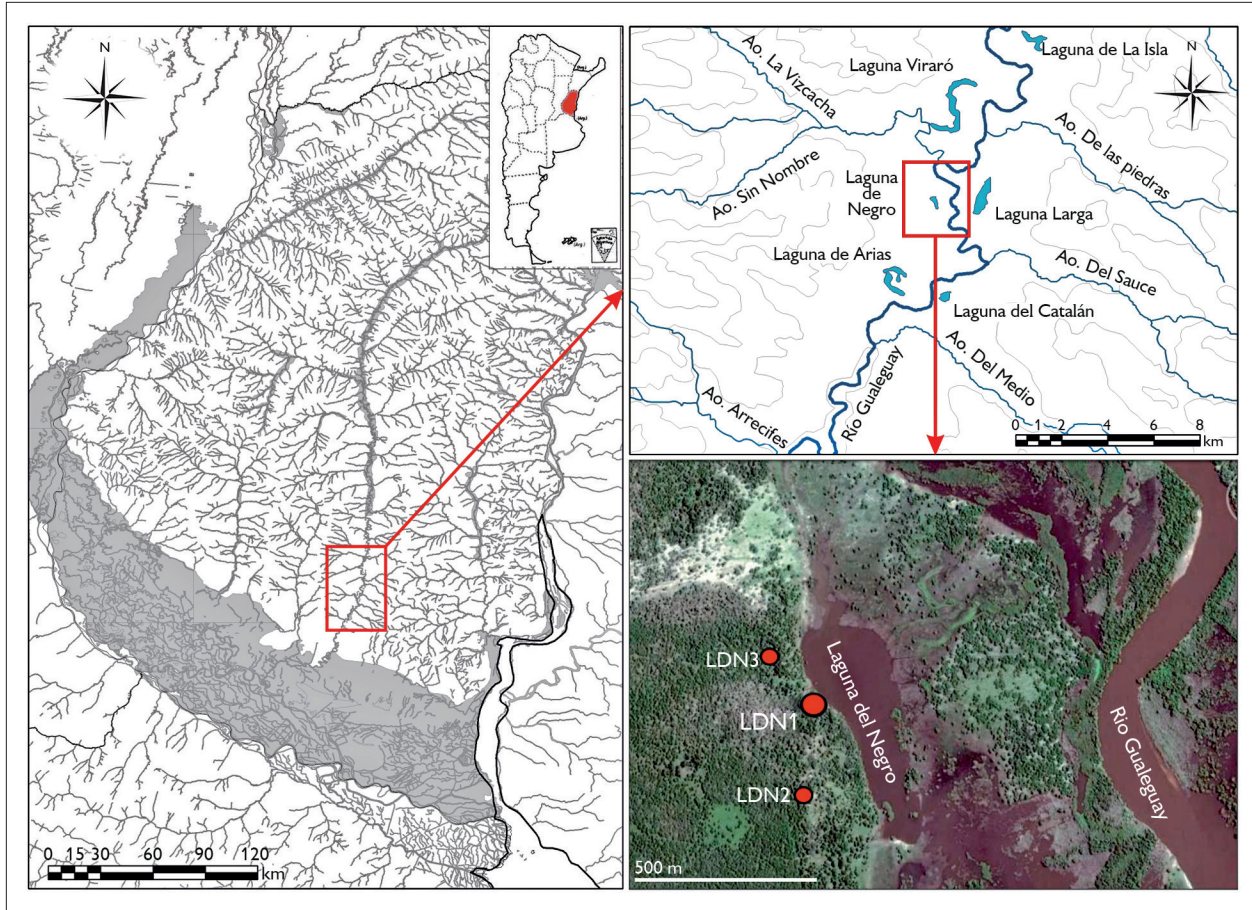 N
(Arg.)
(Arg.)
(Arg.)
0 15 30 60 90 120
km
Laguna de La Isla
N
Laguna Viraró
Ao. La Vizcacha
Ao. De las piedras
Ao. Sin Nombre
Laguna
de
Negro
Laguna Larga
Laguna de Arias
Ao. Del Sauce
Laguna del Catalán
Ao. Del Medio
Río Gualeguay
Ao. Arrecifes
0 1 2 4 6 8
km
LDN3
LDN1
LDN2
Laguna del Negro
Río Gualeguay
500 m